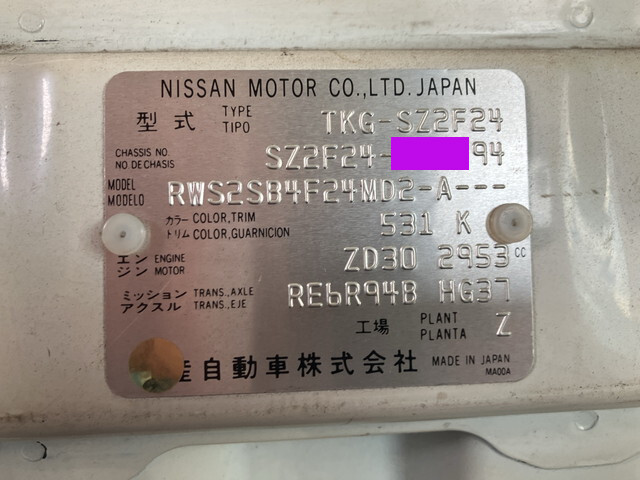 NISSAN MOTOR CO.,LTD. JAPAN
型式 TYPE TIPO TKG-SZ2F24
CHASSIS NO. NO. DE CHASIS SZ2F24- 94
MODEL MODELO RWS2SB4F24MD2-A---
カラー COLOR, TRIM
トリム COLOR, GUARNICION 531 K
エンジン ENGINE MOTOR ZD30 2953 cc
ミッション TRANS., AXLE
アクスル TRANS., EJE RE6R94B HG37
工場 PLANT PLANTA Z
産自動車株式会社 MADE IN JAPAN
MA00A